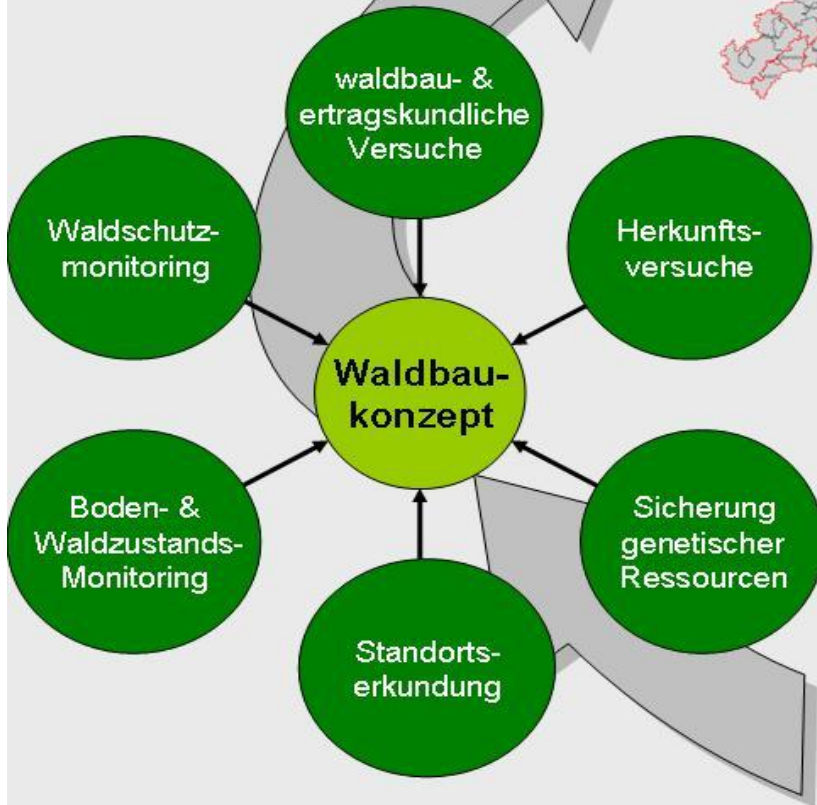 waldbau- &
ertragskundliche
Versuche
Waldschutz-
monitoring
Herkunfts-
versuche
Waldbau-
konzept
Boden- &
Waldzustands-
Monitoring
Sicherung
genetischer
Ressourcen
Standorts-
erkundung